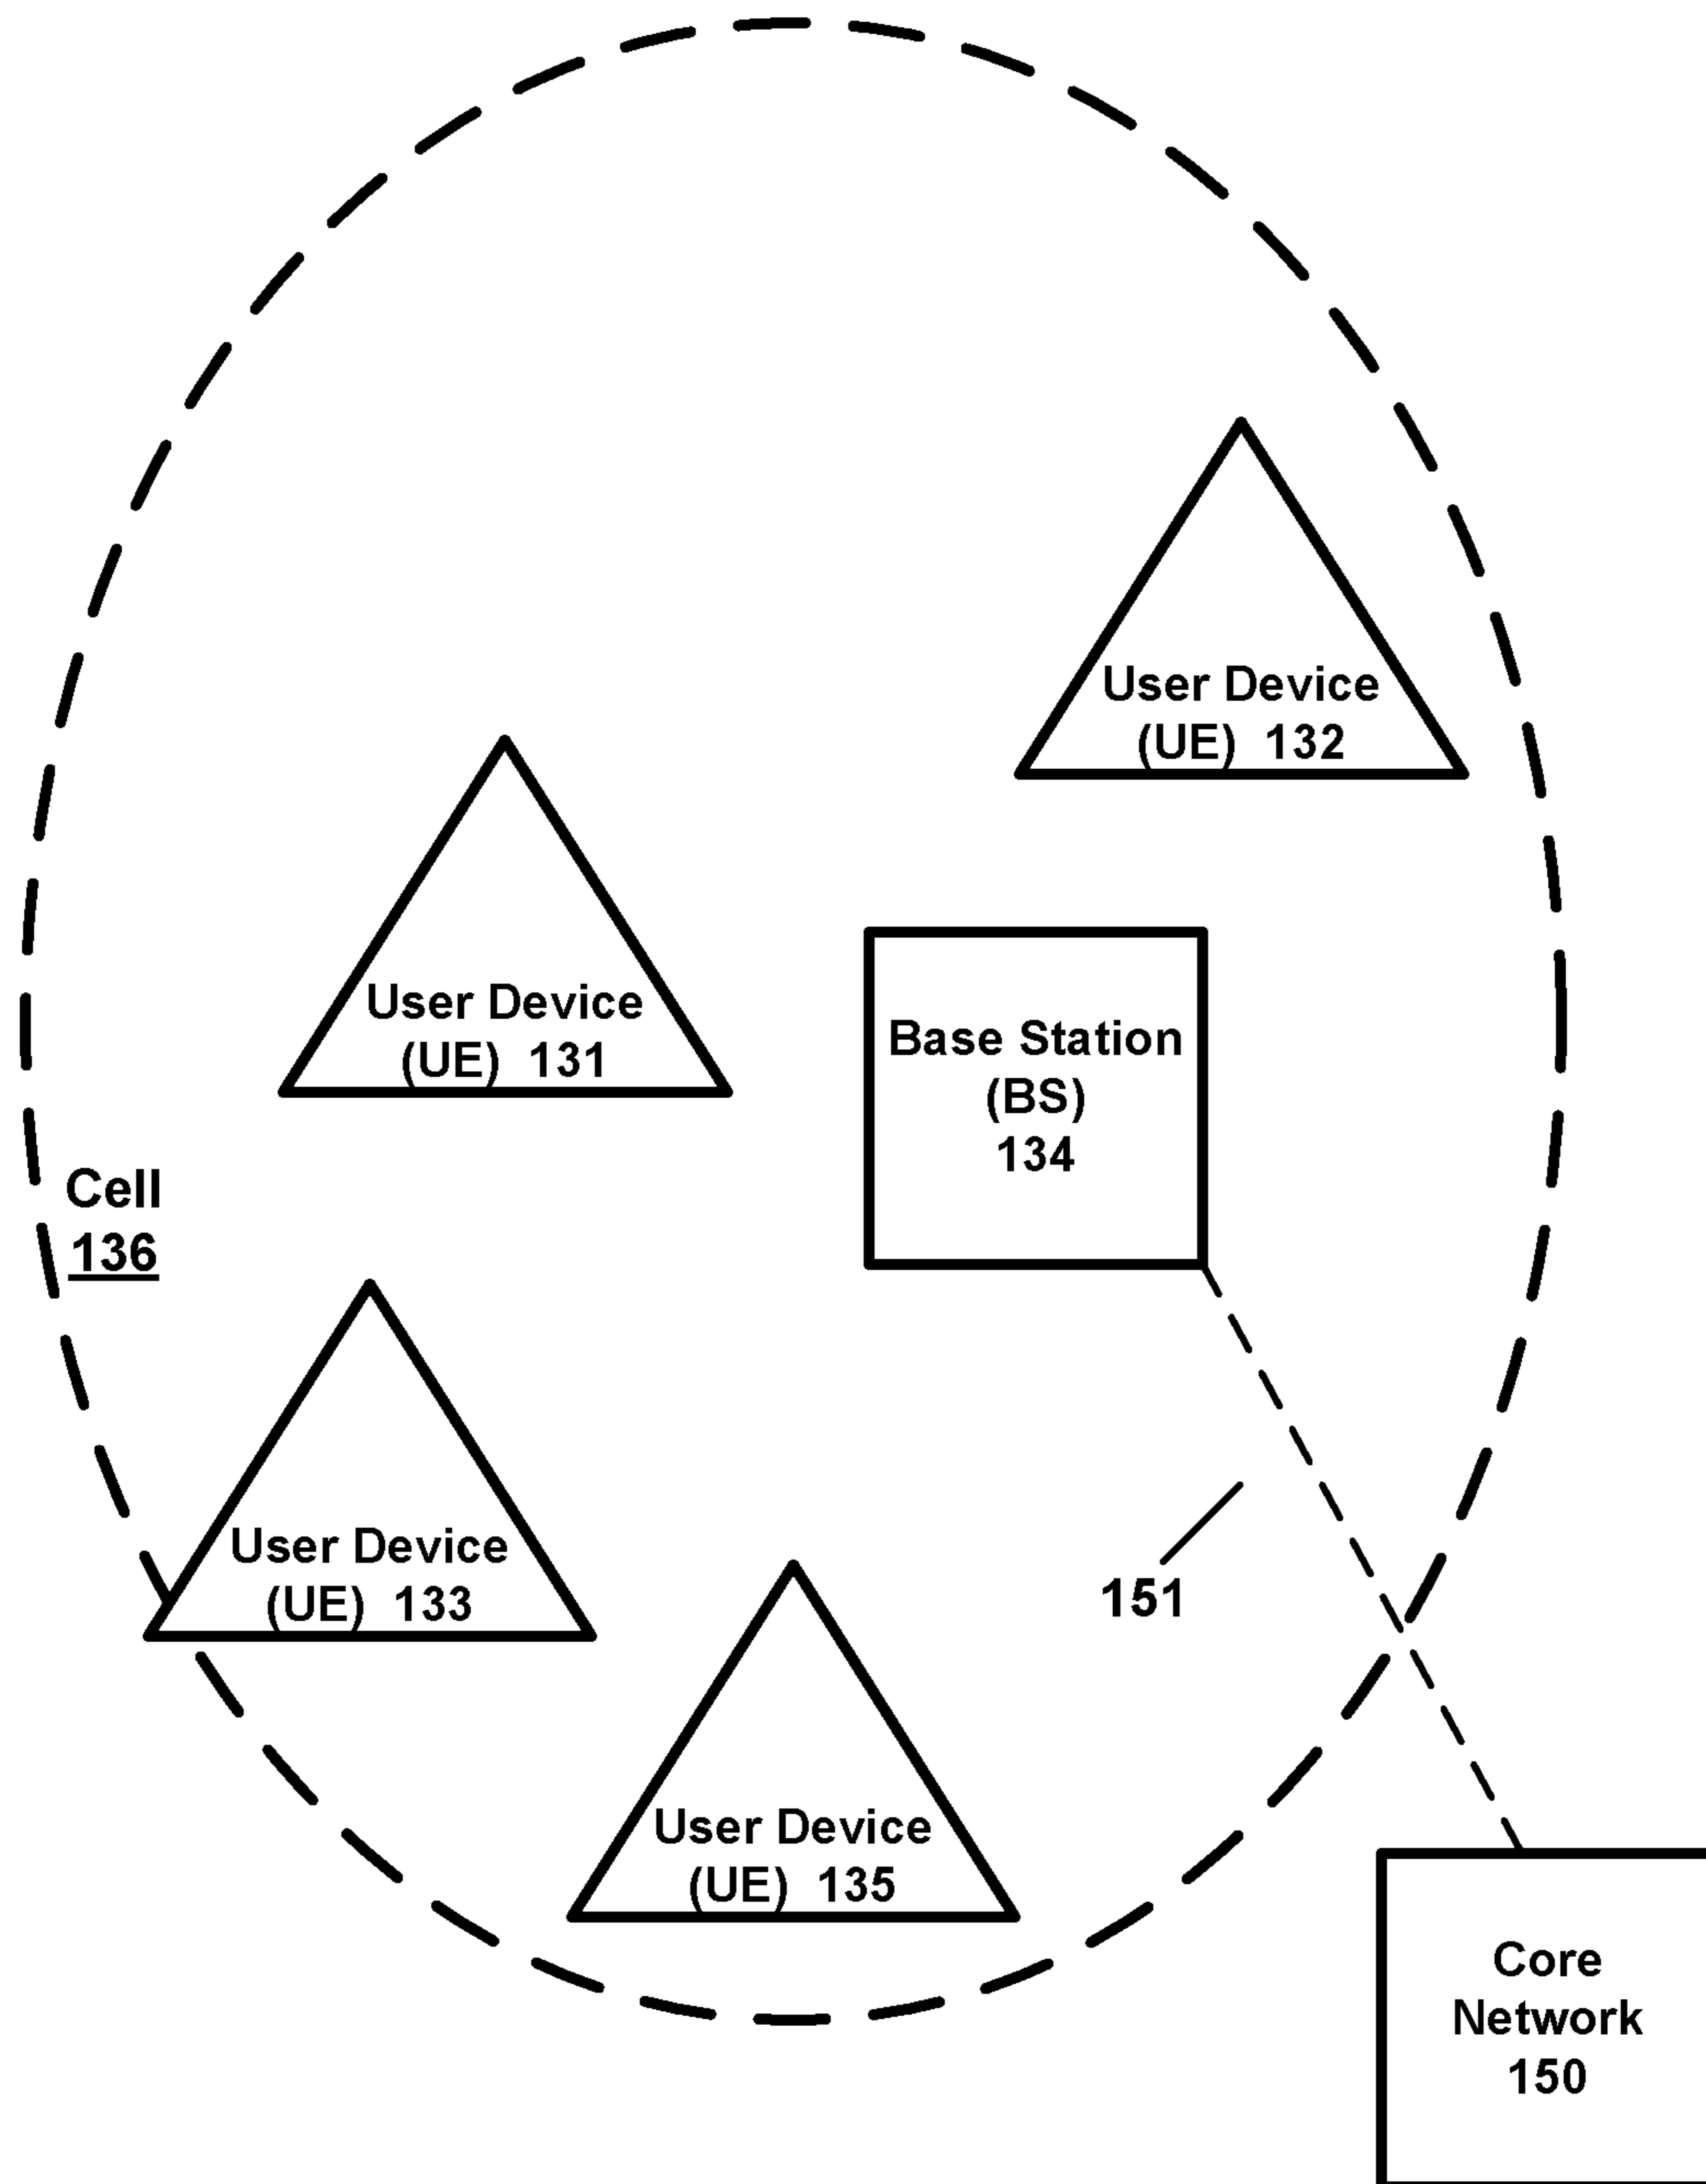 User Device
(UE) 132
User Device
(UE) 131
Base Station
(BS)
134
Cell
136
User Device
(UE) 133
151
User Device
(UE) 135
Core
Network
150